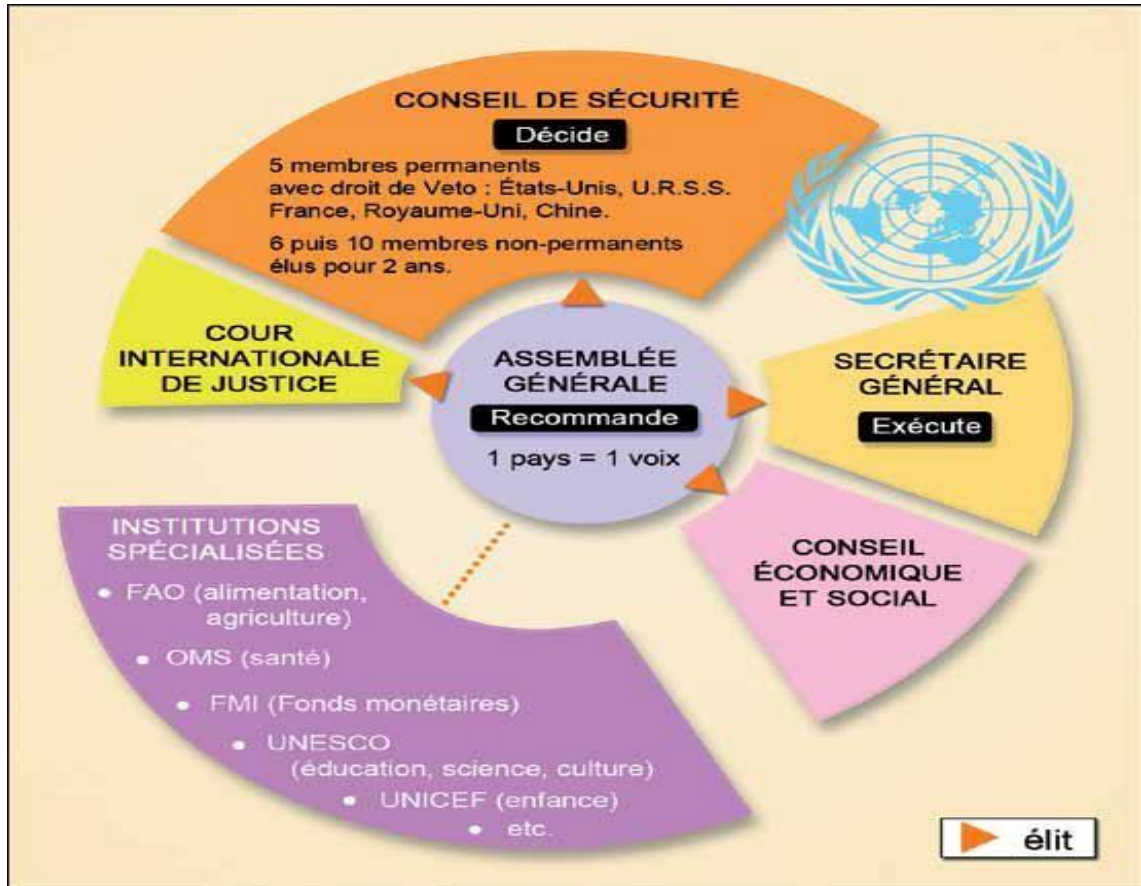 CONSEIL DE SÉCURITÉ
Décide
5 membres permanents
avec droit de Veto : États-Unis, U.R.S.S.
France, Royaume-Uni, Chine.
6 puis 10 membres non-permanents
élus pour 2 ans.
COUR
INTERNATIONALE
DE JUSTICE
ASSEMBLÉE
GÉNÉRALE
Recommande
1 pays = 1 voix
SECRÉTAIRE
GÉNÉRAL
Exécute
CONSEIL
ÉCONOMIQUE
ET SOCIAL
INSTITUTIONS
SPÉCIALISÉES
• FAO (alimentation,
agriculture)
• OMS (santé)
• FMI (Fonds monétaires)
• UNESCO
(éducation, science, culture)
• UNICEF (enfance)
• etc.
élit